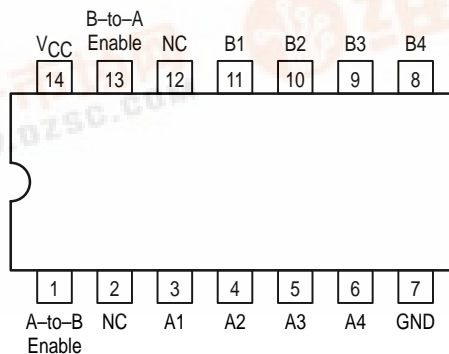 B–to–A
VCC Enable NC B1 B2 B3 B4
14 13 12 11 10 9 8
1 2 3 4 5 6 7
A–to–B NC A1 A2 A3 A4 GND
Enable